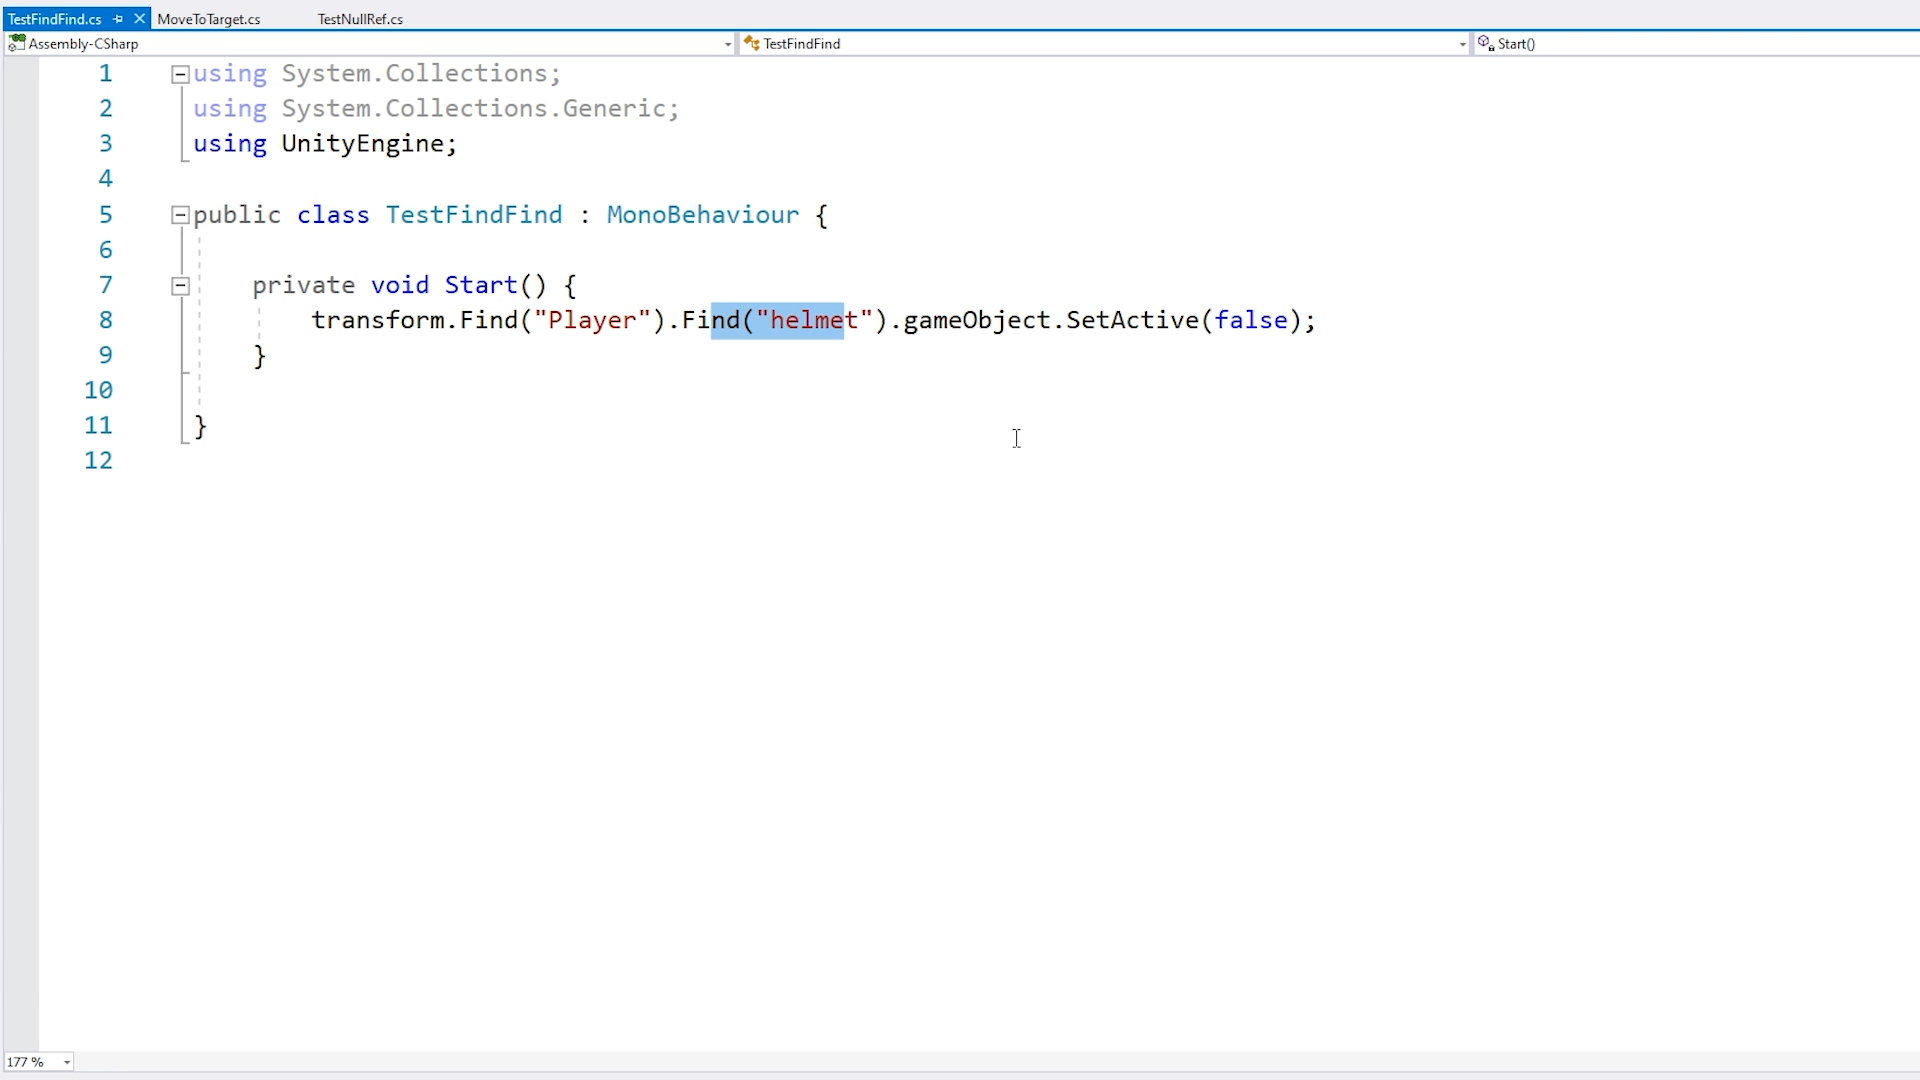 TestFindFind.cs MoveToTarget.cs TestNullRef.cs
Assembly-CSharp TestFindFind Start()
1 using System.Collections;
2 using System.Collections.Generic;
3 using UnityEngine;
4
5 public class TestFindFind : MonoBehaviour {
6
7 private void Start() {
8 transform.Find("Player").Find("helmet").gameObject.SetActive(false);
9 }
10
11 }
12
177 %